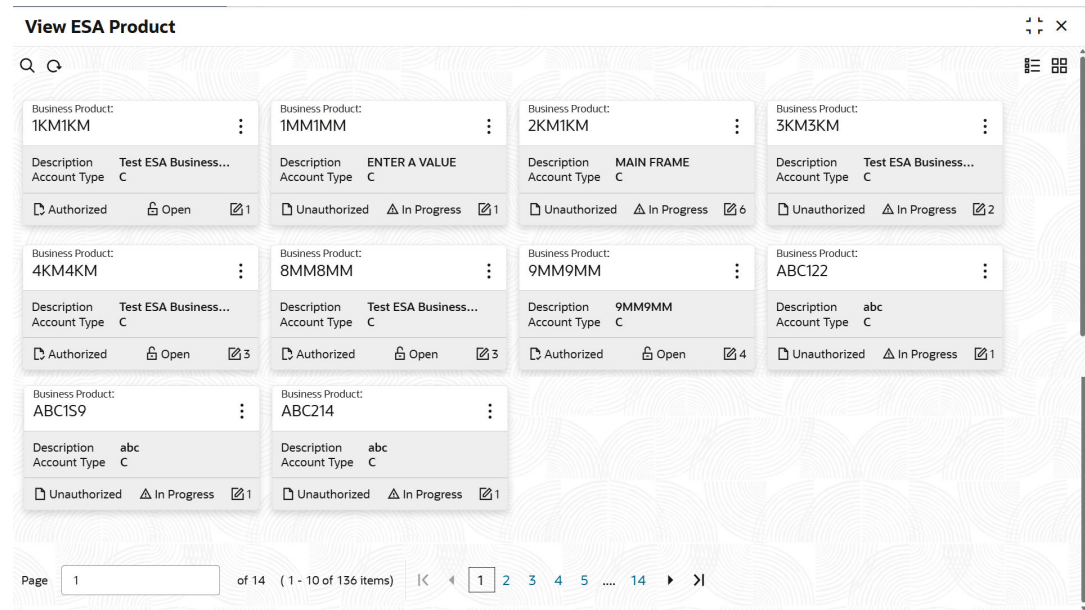 View ESA Product
Business Product:
1KM1KM
Description Test ESA Business...
Account Type C
Authorized Open 1
Business Product:
1MM1MM
Description ENTER A VALUE
Account Type C
Unauthorized In Progress 1
Business Product:
2KM1KM
Description MAIN FRAME
Account Type C
Unauthorized In Progress 6
Business Product:
3KM3KM
Description Test ESA Business...
Account Type C
Unauthorized In Progress 2
Business Product:
4KM4KM
Description Test ESA Business...
Account Type C
Authorized Open 3
Business Product:
8MM8MM
Description Test ESA Business...
Account Type C
Authorized Open 3
Business Product:
9MM9MM
Description 9MM9MM
Account Type C
Authorized Open 4
Business Product:
ABC122
Description abc
Account Type C
Unauthorized In Progress 1
Business Product:
ABC1S9
Description abc
Account Type C
Unauthorized In Progress 1
Business Product:
ABC214
Description abc
Account Type C
Unauthorized In Progress 1
Page 1 of 14 ( 1 - 10 of 136 items) 1 2 3 4 5 .... 14